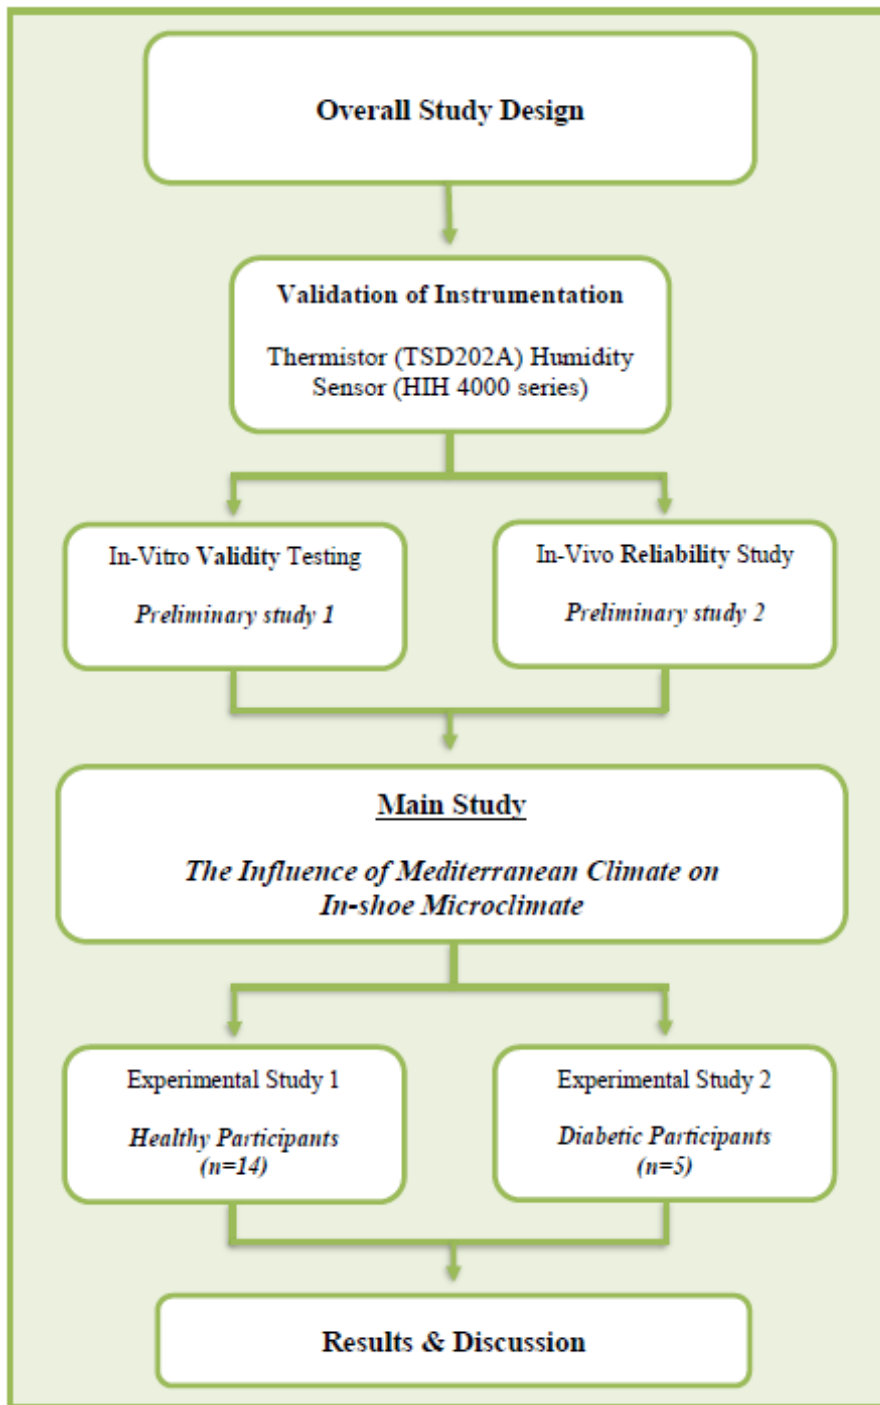 Overall Study Design
Validation of Instrumentation
Thermistor (TSD202A) Humidity
Sensor (HIH 4000 series)
In-Vitro Validity Testing
Preliminary study 1
In-Vivo Reliability Study
Preliminary study 2
Main Study
The Influence of Mediterranean Climate on
In-shoe Microclimate
Experimental Study 1
Healthy Participants
(n=14)
Experimental Study 2
Diabetic Participants
(n=5)
Results & Discussion